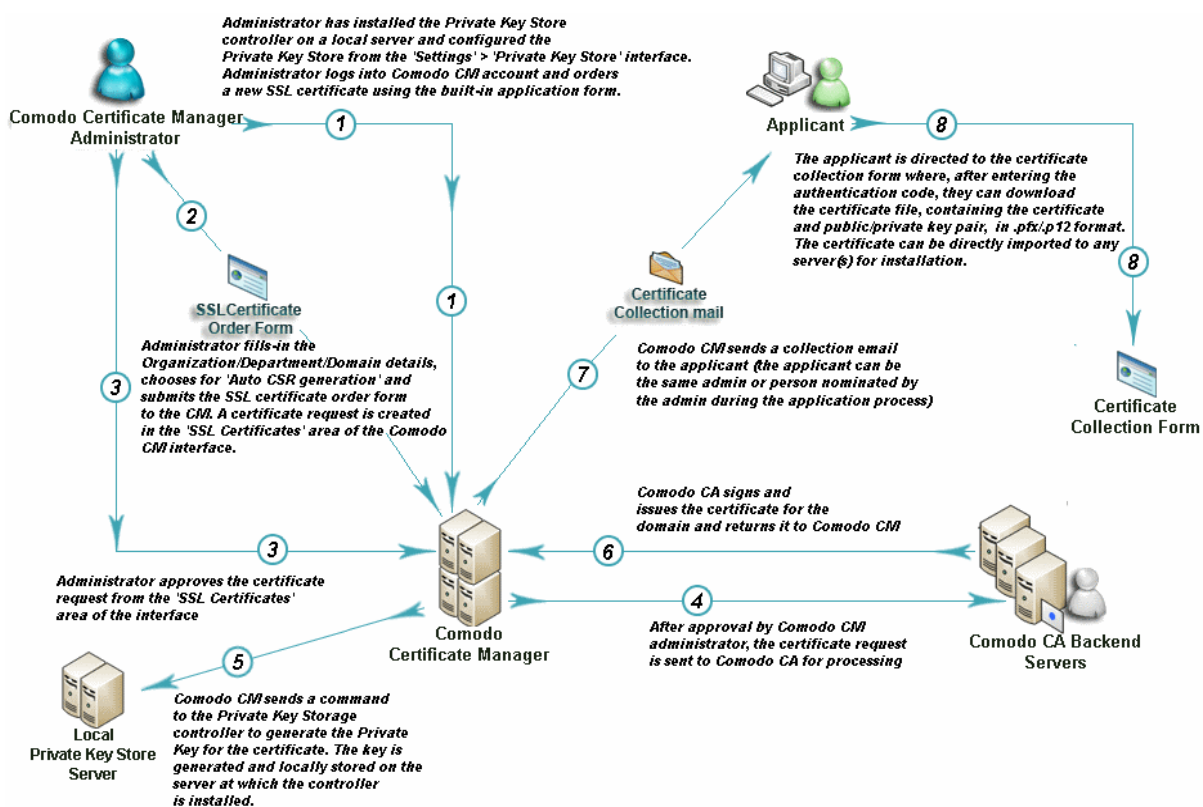 Administrator has installed the Private Key Store
controller on a local server and configured the
Private Key Store from the 'Settings' > 'Private Key Store' interface.
Administrator logs into Comodo CM account and orders
a new SSL certificate using the built-in application form.
Comodo Certificate Manager
Administrator
1
Applicant
8
The applicant is directed to the certificate
collection form where, after entering the
authentication code, they can download
the certificate file, containing the certificate
and public/private key pair, in .pfx/.p12 format.
The certificate can be directly imported to any
server(s) for installation.
2
8
SSLCertificate
Order Form
1
Certificate
Collection mail
Administrator fills-in the
Organization/Department/Domain details,
chooses for 'Auto CSR generation' and
submits the SSL certificate order form
to the CM. A certificate request is created
in the 'SSL Certificates' area of the Comodo
CM interface.
3
7
Comodo CM sends a collection email
to the applicant (the applicant can be
the same admin or person nominated by
the admin during the application process)
Certificate
Collection Form
Comodo CA signs and
issues the certificate for the
domain and returns it to Comodo CM
3
6
Administrator approves the certificate
request from the 'SSL Certificates'
area of the interface
4
Comodo
Certificate Manager
After approval by Comodo CM
administrator, the certificate request
is sent to Comodo CA for processing
Comodo CA Backend
Servers
5
Local
Private Key Store
Server
Comodo CM sends a command
to the Private Key Storage
controller to generate the Private
Key for the certificate. The key is
generated and locally stored on the
server at which the controller
is installed.